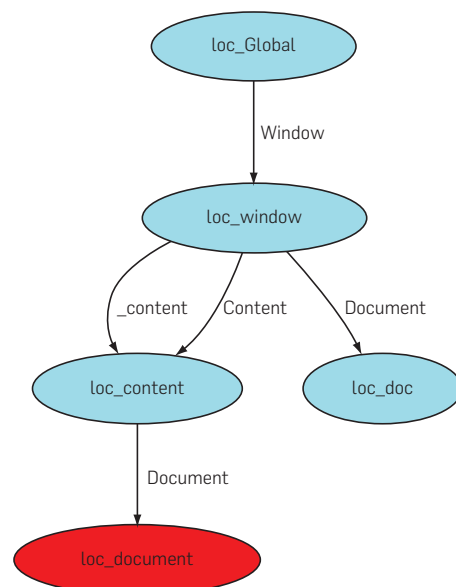 loc_Global
Window
loc_window
_content
Content
Document
loc_content
loc_doc
Document
loc_document